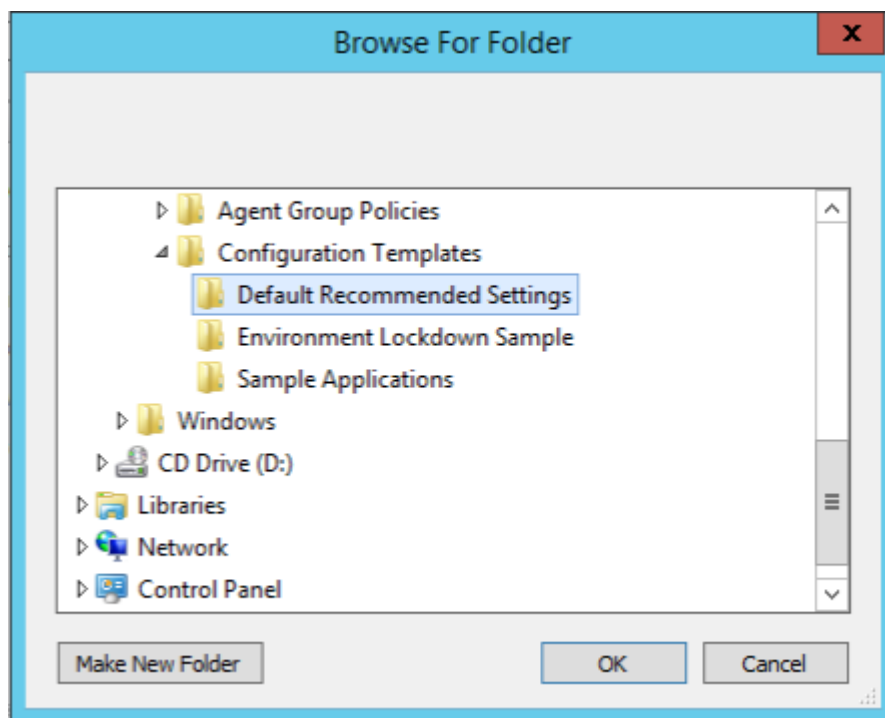 Browse For Folder
x
Agent Group Policies
Configuration Templates
Default Recommended Settings
Environment Lockdown Sample
Sample Applications
Windows
CD Drive (D:)
Libraries
Network
Control Panel
Make New Folder
OK
Cancel